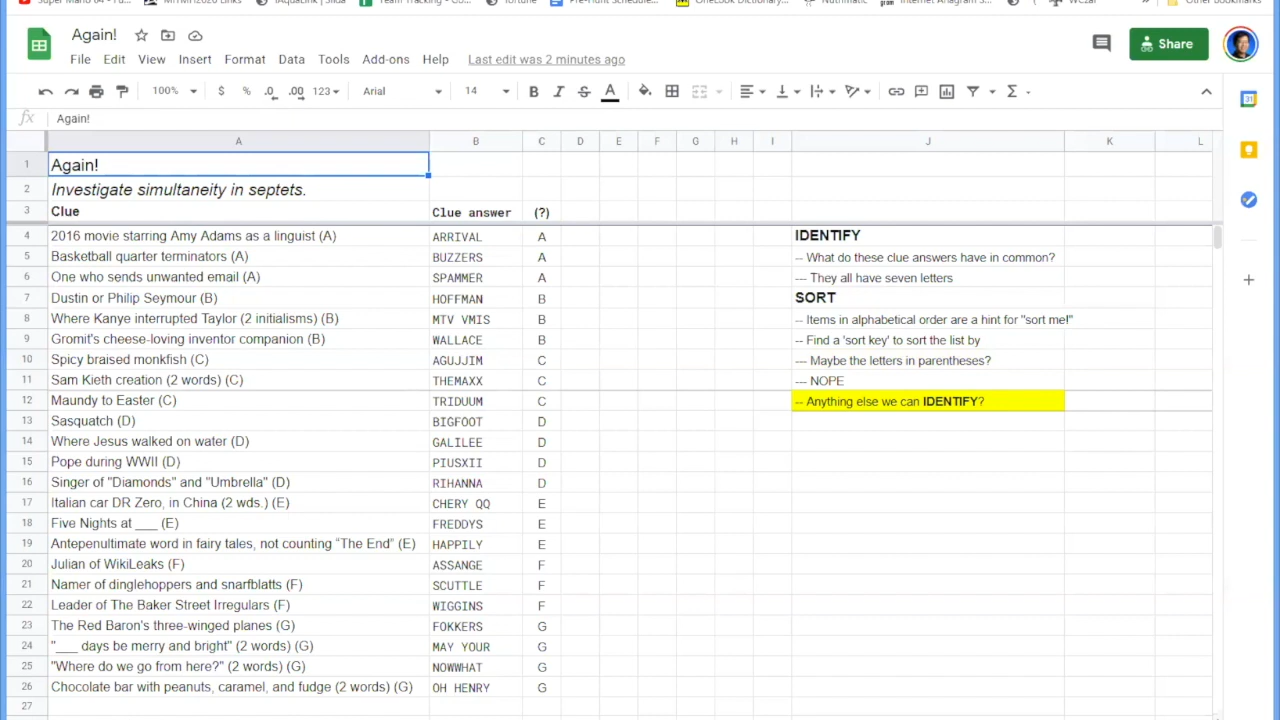 Again!
File Edit View Insert Format Data Tools Add-ons Help Last edit was 2 minutes ago
Share
100% $ % .0 .00 123 Arial 14 B I S A Σ
fx Again!
A B C D E F G H I J K L
1 Again!
2 Investigate simultaneity in septets.
3 Clue Clue answer (?)
4 2016 movie starring Amy Adams as a linguist (A) ARRIVAL A IDENTIFY
5 Basketball quarter terminators (A) BUZZERS A -- What do these clue answers have in common?
6 One who sends unwanted email (A) SPAMMER A --- They all have seven letters
7 Dustin or Philip Seymour (B) HOFFMAN B SORT
8 Where Kanye interrupted Taylor (2 initialisms) (B) MTV VMIS B -- Items in alphabetical order are a hint for "sort me!"
9 Gromit's cheese-loving inventor companion (B) WALLACE B -- Find a 'sort key' to sort the list by
10 Spicy braised monkfish (C) AGUJJIM C --- Maybe the letters in parentheses?
11 Sam Kieth creation (2 words) (C) THEMAXX C --- NOPE
12 Maundy to Easter (C) TRIDUUM C -- Anything else we can IDENTIFY?
13 Sasquatch (D) BIGFOOT D
14 Where Jesus walked on water (D) GALILEE D
15 Pope during WWII (D) PIUSXII D
16 Singer of "Diamonds" and "Umbrella" (D) RIHANNA D
17 Italian car DR Zero, in China (2 wds.) (E) CHERY QQ E
18 Five Nights at ___ (E) FREDDYS E
19 Antepenultimate word in fairy tales, not counting “The End” (E) HAPPILY E
20 Julian of WikiLeaks (F) ASSANGE F
21 Namer of dinglehoppers and snarfblatts (F) SCUTTLE F
22 Leader of The Baker Street Irregulars (F) WIGGINS F
23 The Red Baron's three-winged planes (G) FOKKERS G
24 "___ days be merry and bright" (2 words) (G) MAY YOUR G
25 "Where do we go from here?" (2 words) (G) NOWWHAT G
26 Chocolate bar with peanuts, caramel, and fudge (2 words) (G) OH HENRY G
27